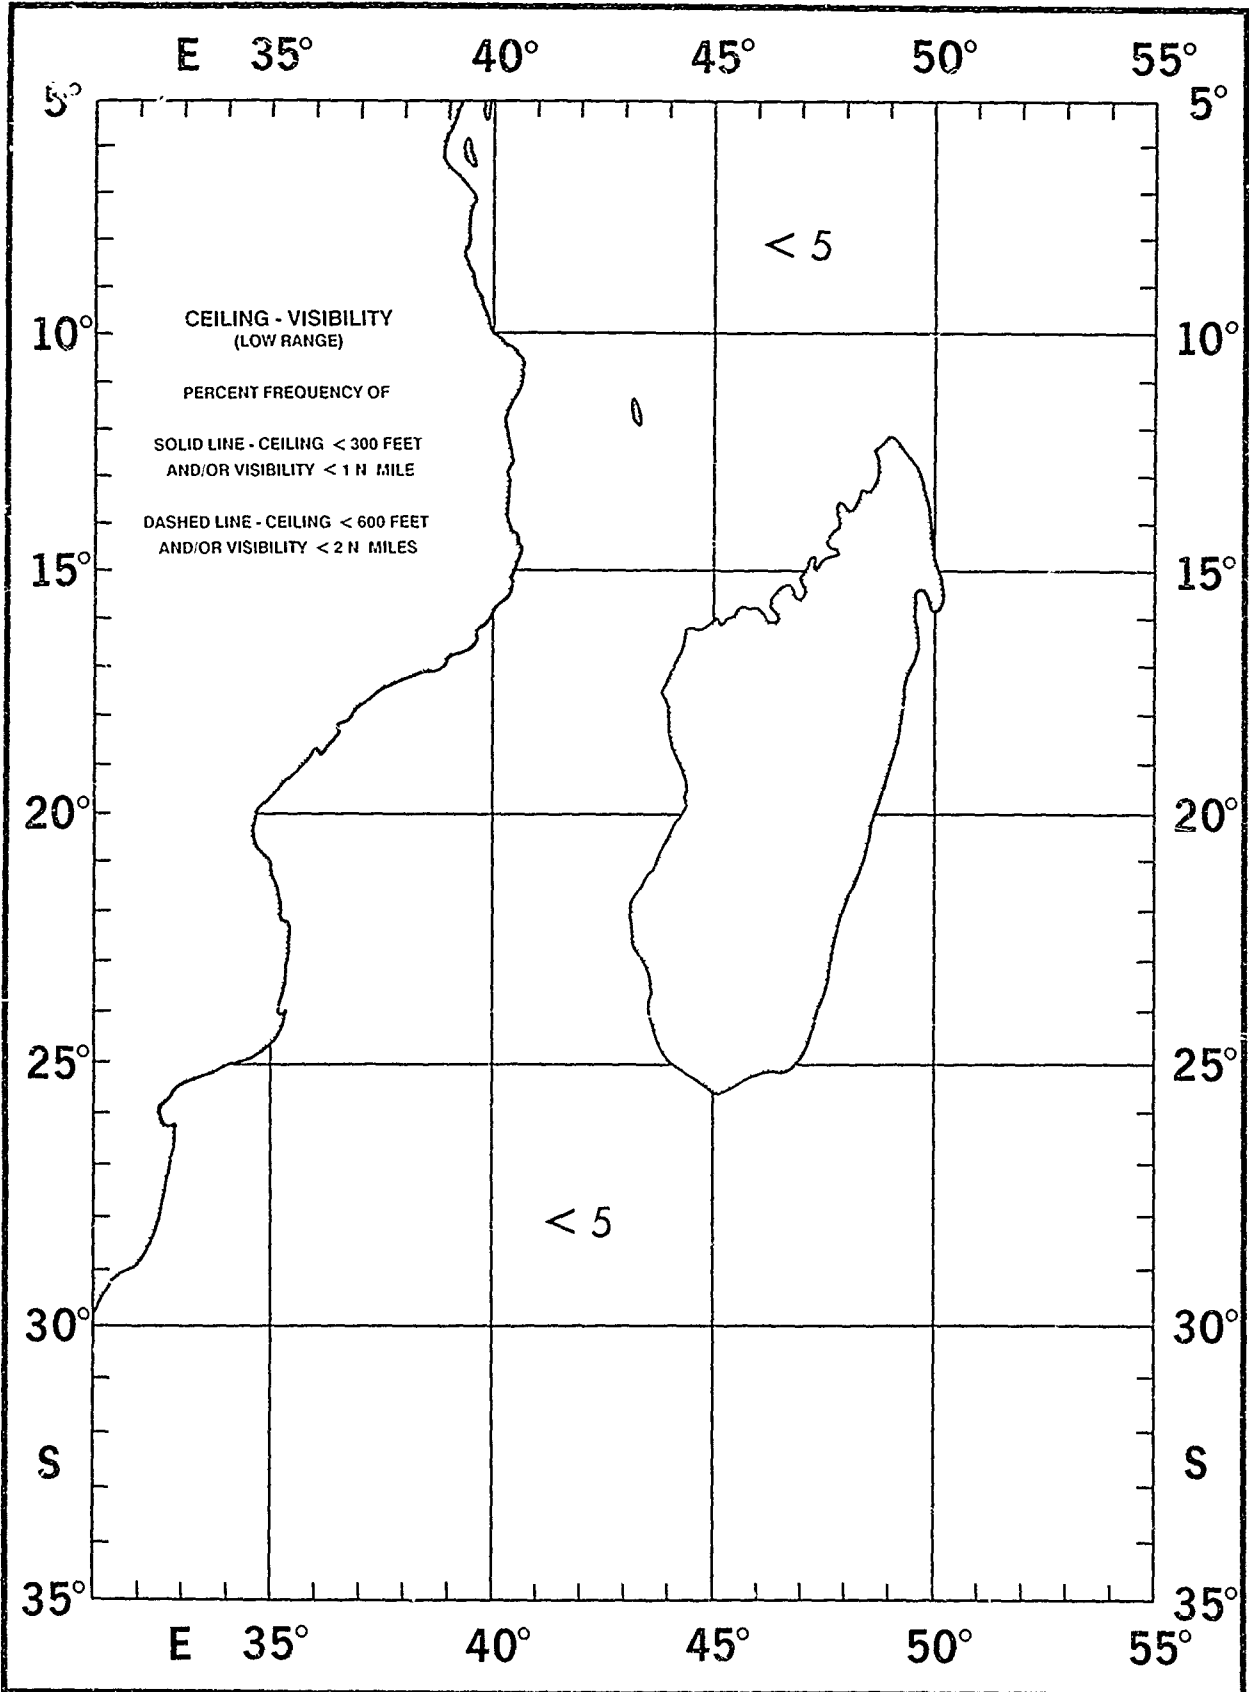 E 35° 40° 45° 50° 55°
5° 5°
< 5
CEILING - VISIBILITY
(LOW RANGE)
10° 10°
PERCENT FREQUENCY OF
SOLID LINE - CEILING < 300 FEET
AND/OR VISIBILITY < 1 N MILE
DASHED LINE - CEILING < 600 FEET
AND/OR VISIBILITY < 2 N MILES
15° 15°
20° 20°
25° 25°
< 5
30° 30°
S S
35° 35°
E 35° 40° 45° 50° 55°